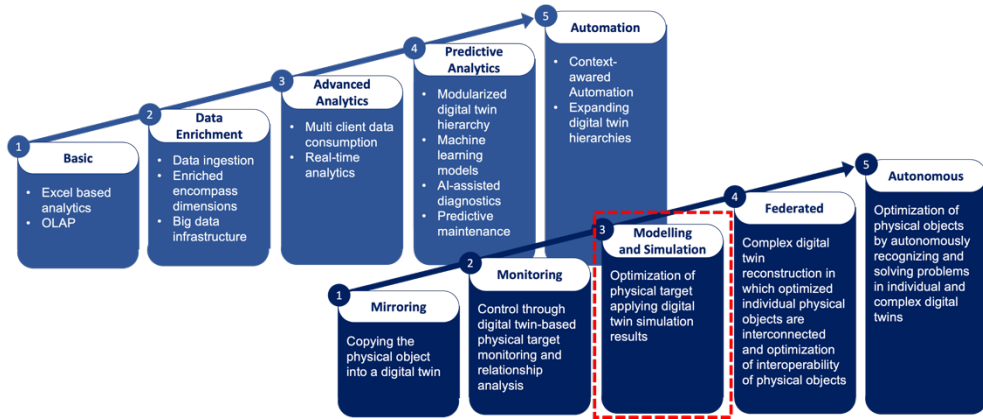 1
Basic
• Excel based
analytics
• OLAP
2
Data
Enrichment
• Data ingestion
• Enriched
encompass
dimensions
• Big data
infrastructure
3
Advanced
Analytics
• Multi client data
consumption
• Real-time
analytics
4
Predictive
Analytics
• Modularized
digital twin
hierarchy
• Machine
learning
models
• AI-assisted
diagnostics
• Predictive
maintenance
5
Automation
• Context-
awared
Automation
• Expanding
digital twin
hierarchies
1
Mirroring
Copying the
physical object
into a digital twin
2
Monitoring
Control through
digital twin-based
physical target
monitoring and
relationship
analysis
3
Modelling
and Simulation
Optimization of
physical target
applying digital
twin simulation
results
4
Federated
Complex digital
twin
reconstruction in
which optimized
individual physical
objects are
interconnected and
optimization of
interoperability of
physical objects
5
Autonomous
Optimization of
physical objects
by autonomously
recognizing and
solving problems
in individual and
complex digital
twins